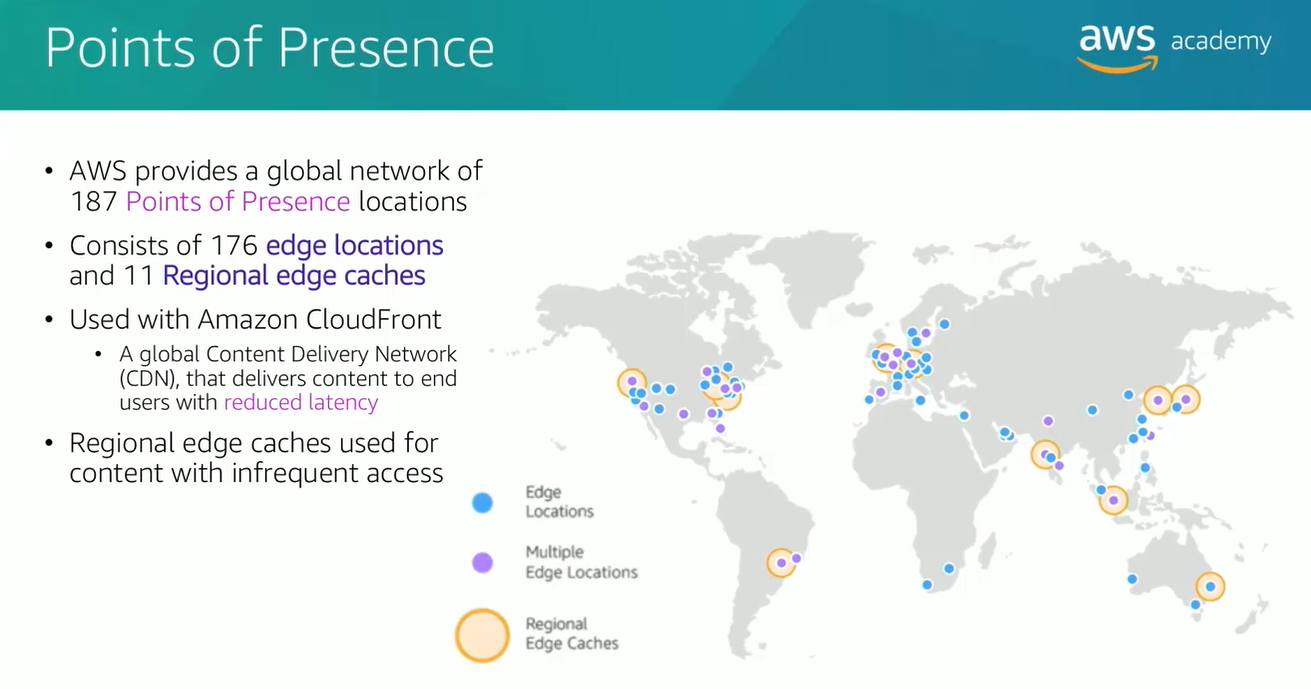 Points of Presence
aws academy
• AWS provides a global network of
187 Points of Presence locations
• Consists of 176 edge locations
and 11 Regional edge caches
• Used with Amazon CloudFront
• A global Content Delivery Network
(CDN), that delivers content to end
users with reduced latency
• Regional edge caches used for
content with infrequent access
Edge
Locations
Multiple
Edge Locations
Regional
Edge Caches